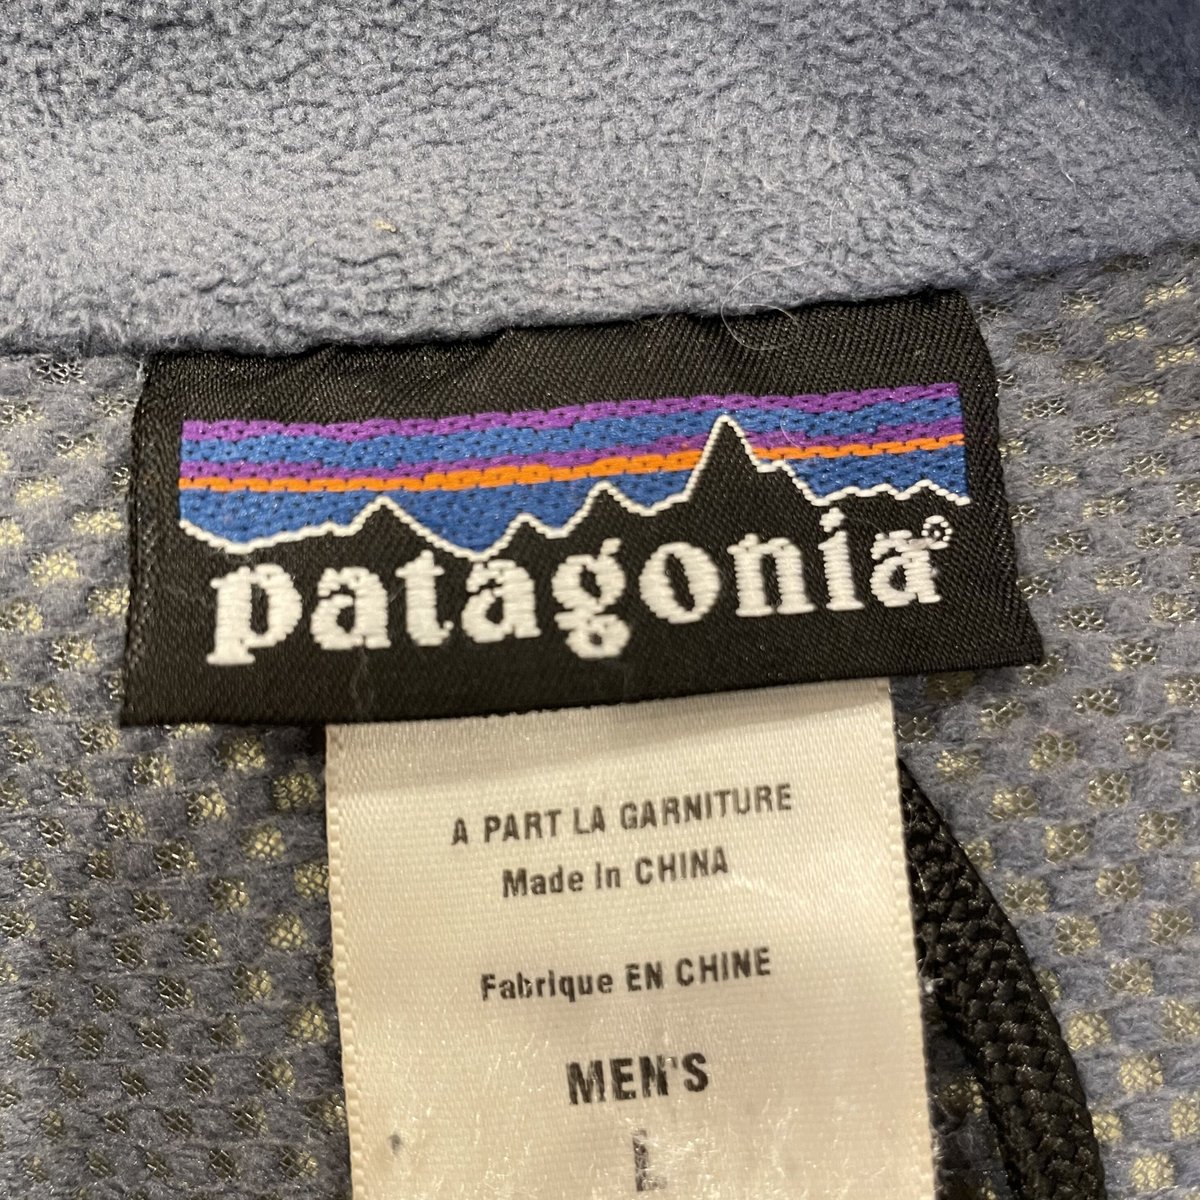 patagonia®
A PART LA GARNITURE
Made in CHINA
Fabrique EN CHINE
MEN'S
L